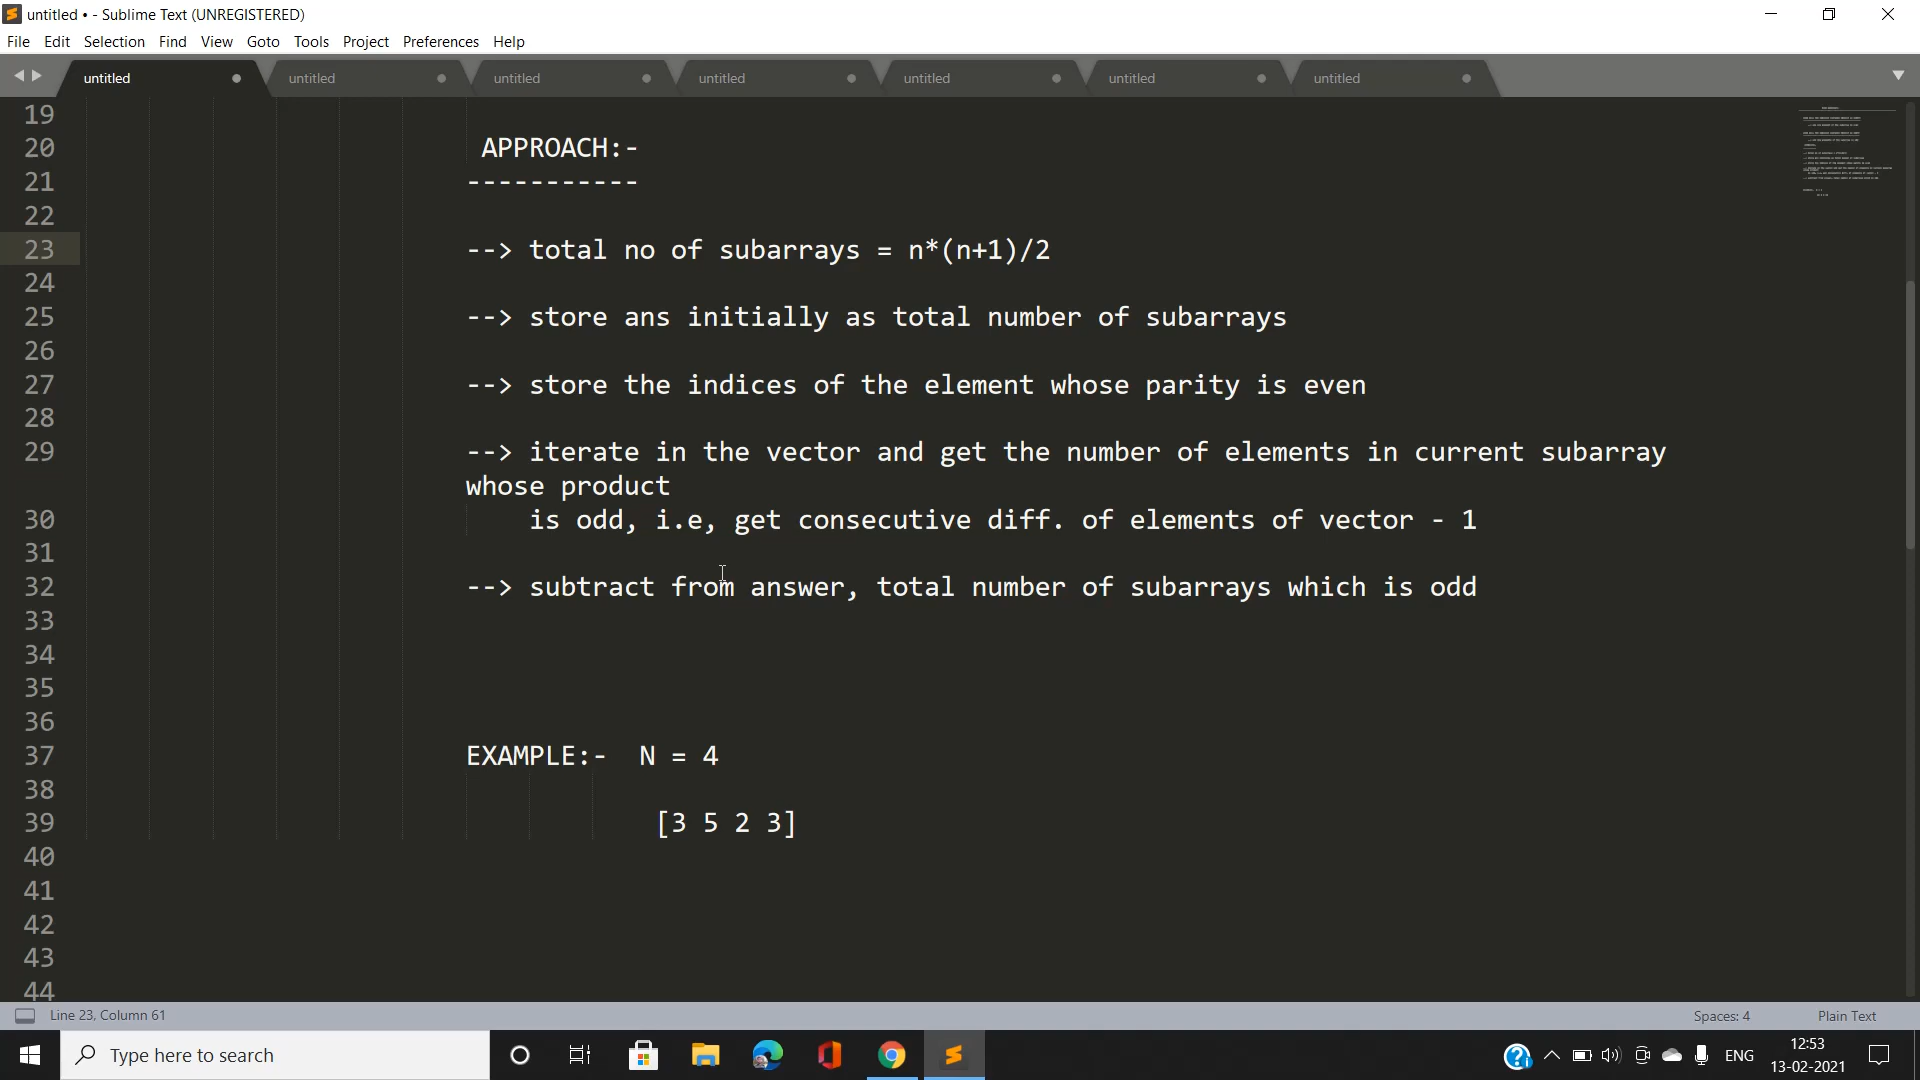 untitled • - Sublime Text (UNREGISTERED)
File Edit Selection Find View Goto Tools Project Preferences Help
untitled untitled untitled untitled untitled untitled untitled
19
20 APPROACH:-
21 -----------
22
23 --> total no of subarrays = n*(n+1)/2
24
25 --> store ans initially as total number of subarrays
26
27 --> store the indices of the element whose parity is even
28
29 --> iterate in the vector and get the number of elements in current subarray
whose product
30 is odd, i.e, get consecutive diff. of elements of vector - 1
31
32 --> subtract from answer, total number of subarrays which is odd
33
34
35
36
37 EXAMPLE:- N = 4
38
39 [3 5 2 3]
40
41
42
43
44
Line 23, Column 61 Spaces: 4 Plain Text
Type here to search ENG 12:53
13-02-2021